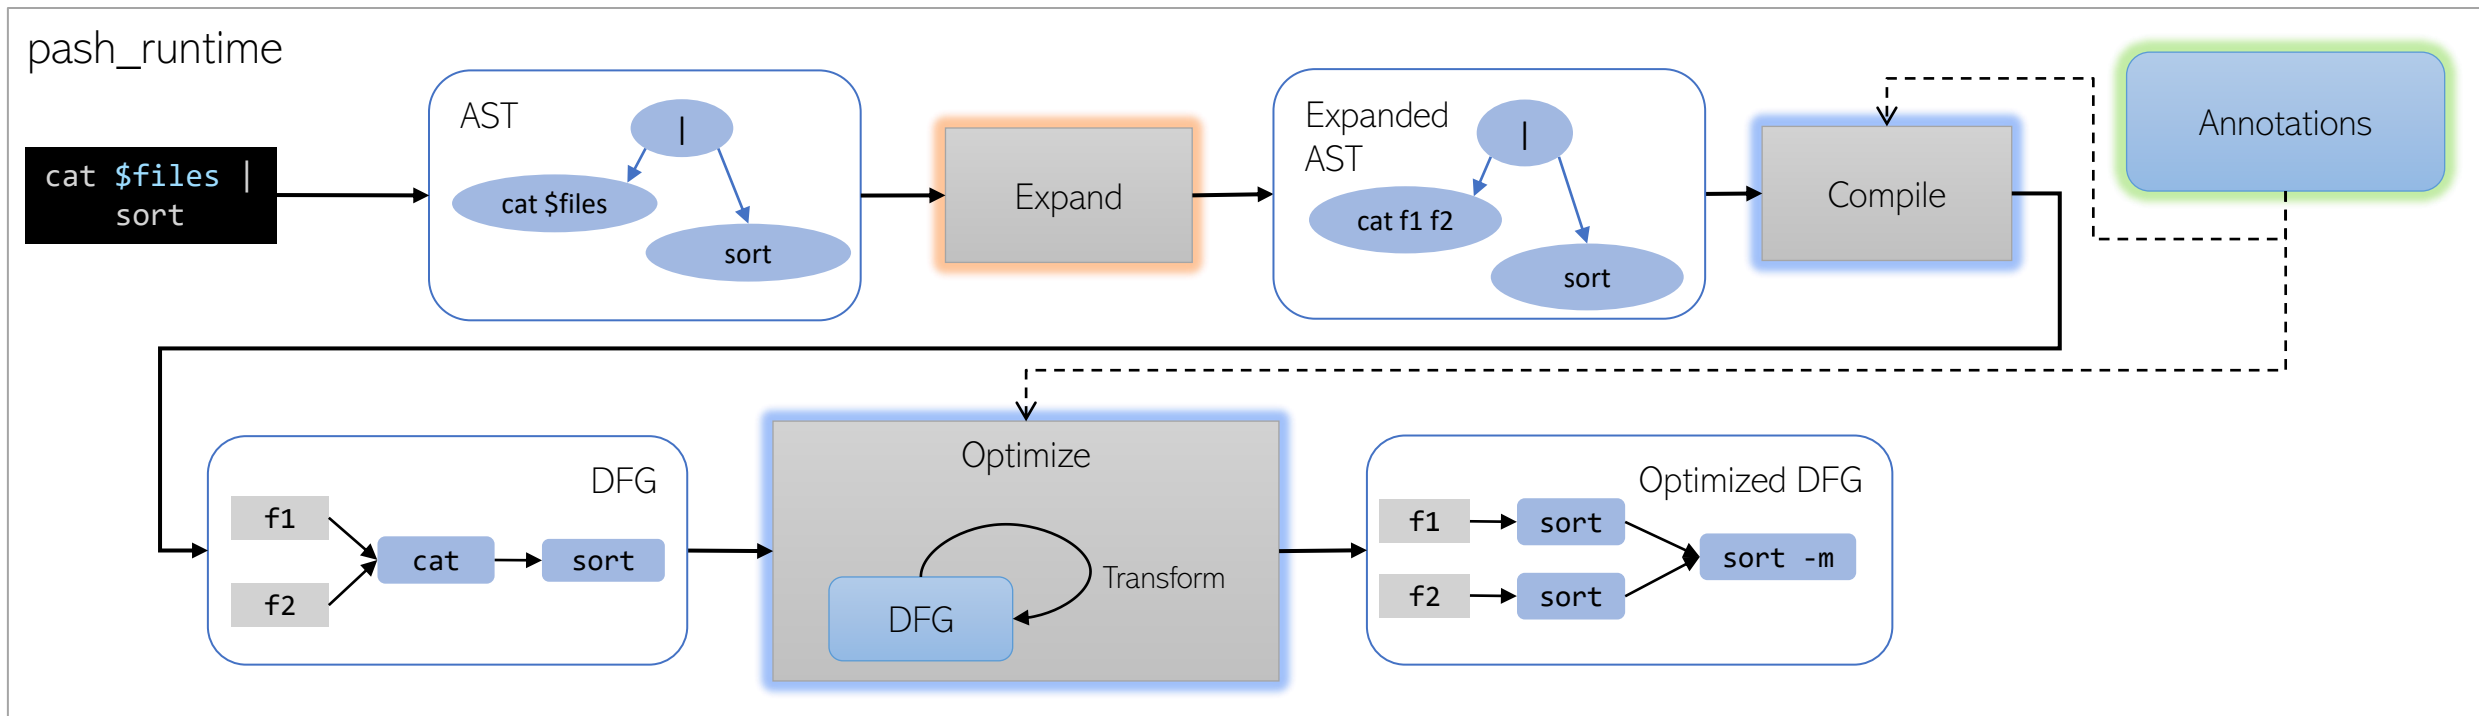 pash_runtime
cat $files |
sort
AST
|
cat $files
sort
Expand
Expanded
AST
|
cat f1 f2
sort
Compile
Annotations
DFG
f1
f2
cat
sort
Optimize
DFG
Transform
Optimized DFG
f1
sort
f2
sort
sort -m